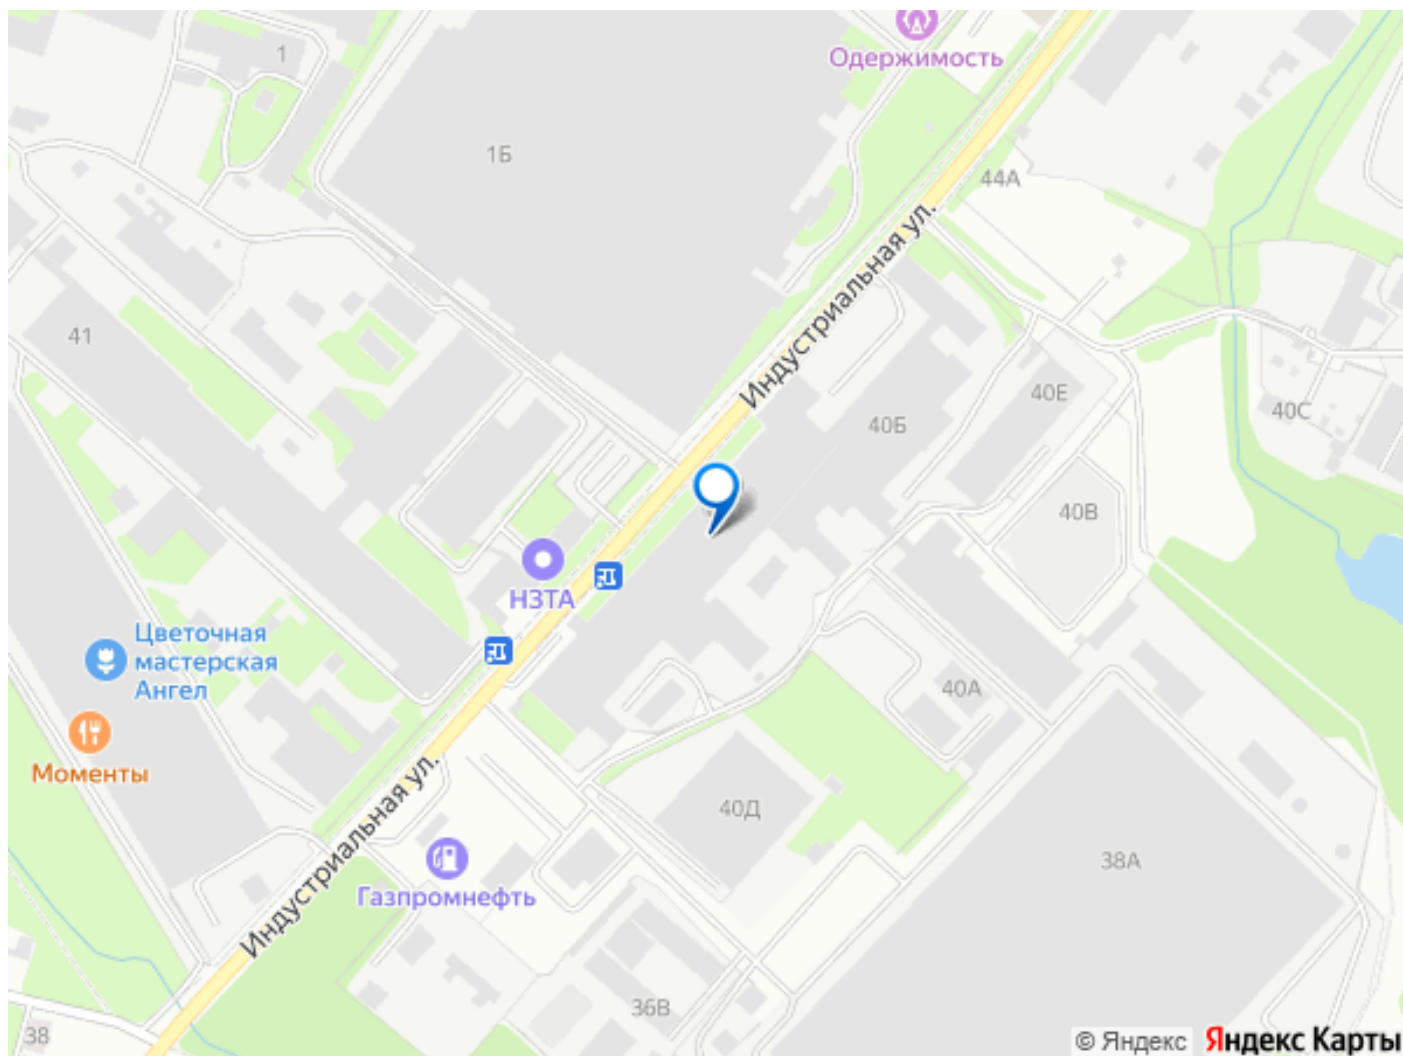 Одержимость
1
1Б
44А
Индустриальная ул.
41
40Е
40Б
40С
40В
НЗТА
Цветочная
мастерская
Ангел
40А
Моменты
Индустриальная ул.
40Д
38А
Газпромнефть
36В
38
© Яндекс Яндекс Карты